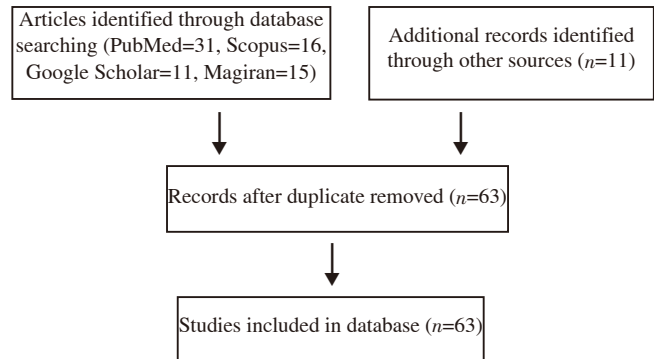 Articles identified through database
searching (PubMed=31, Scopus=16,
Google Scholar=11, Magiran=15)
Additional records identified
through other sources (n=11)
Records after duplicate removed (n=63)
Studies included in database (n=63)